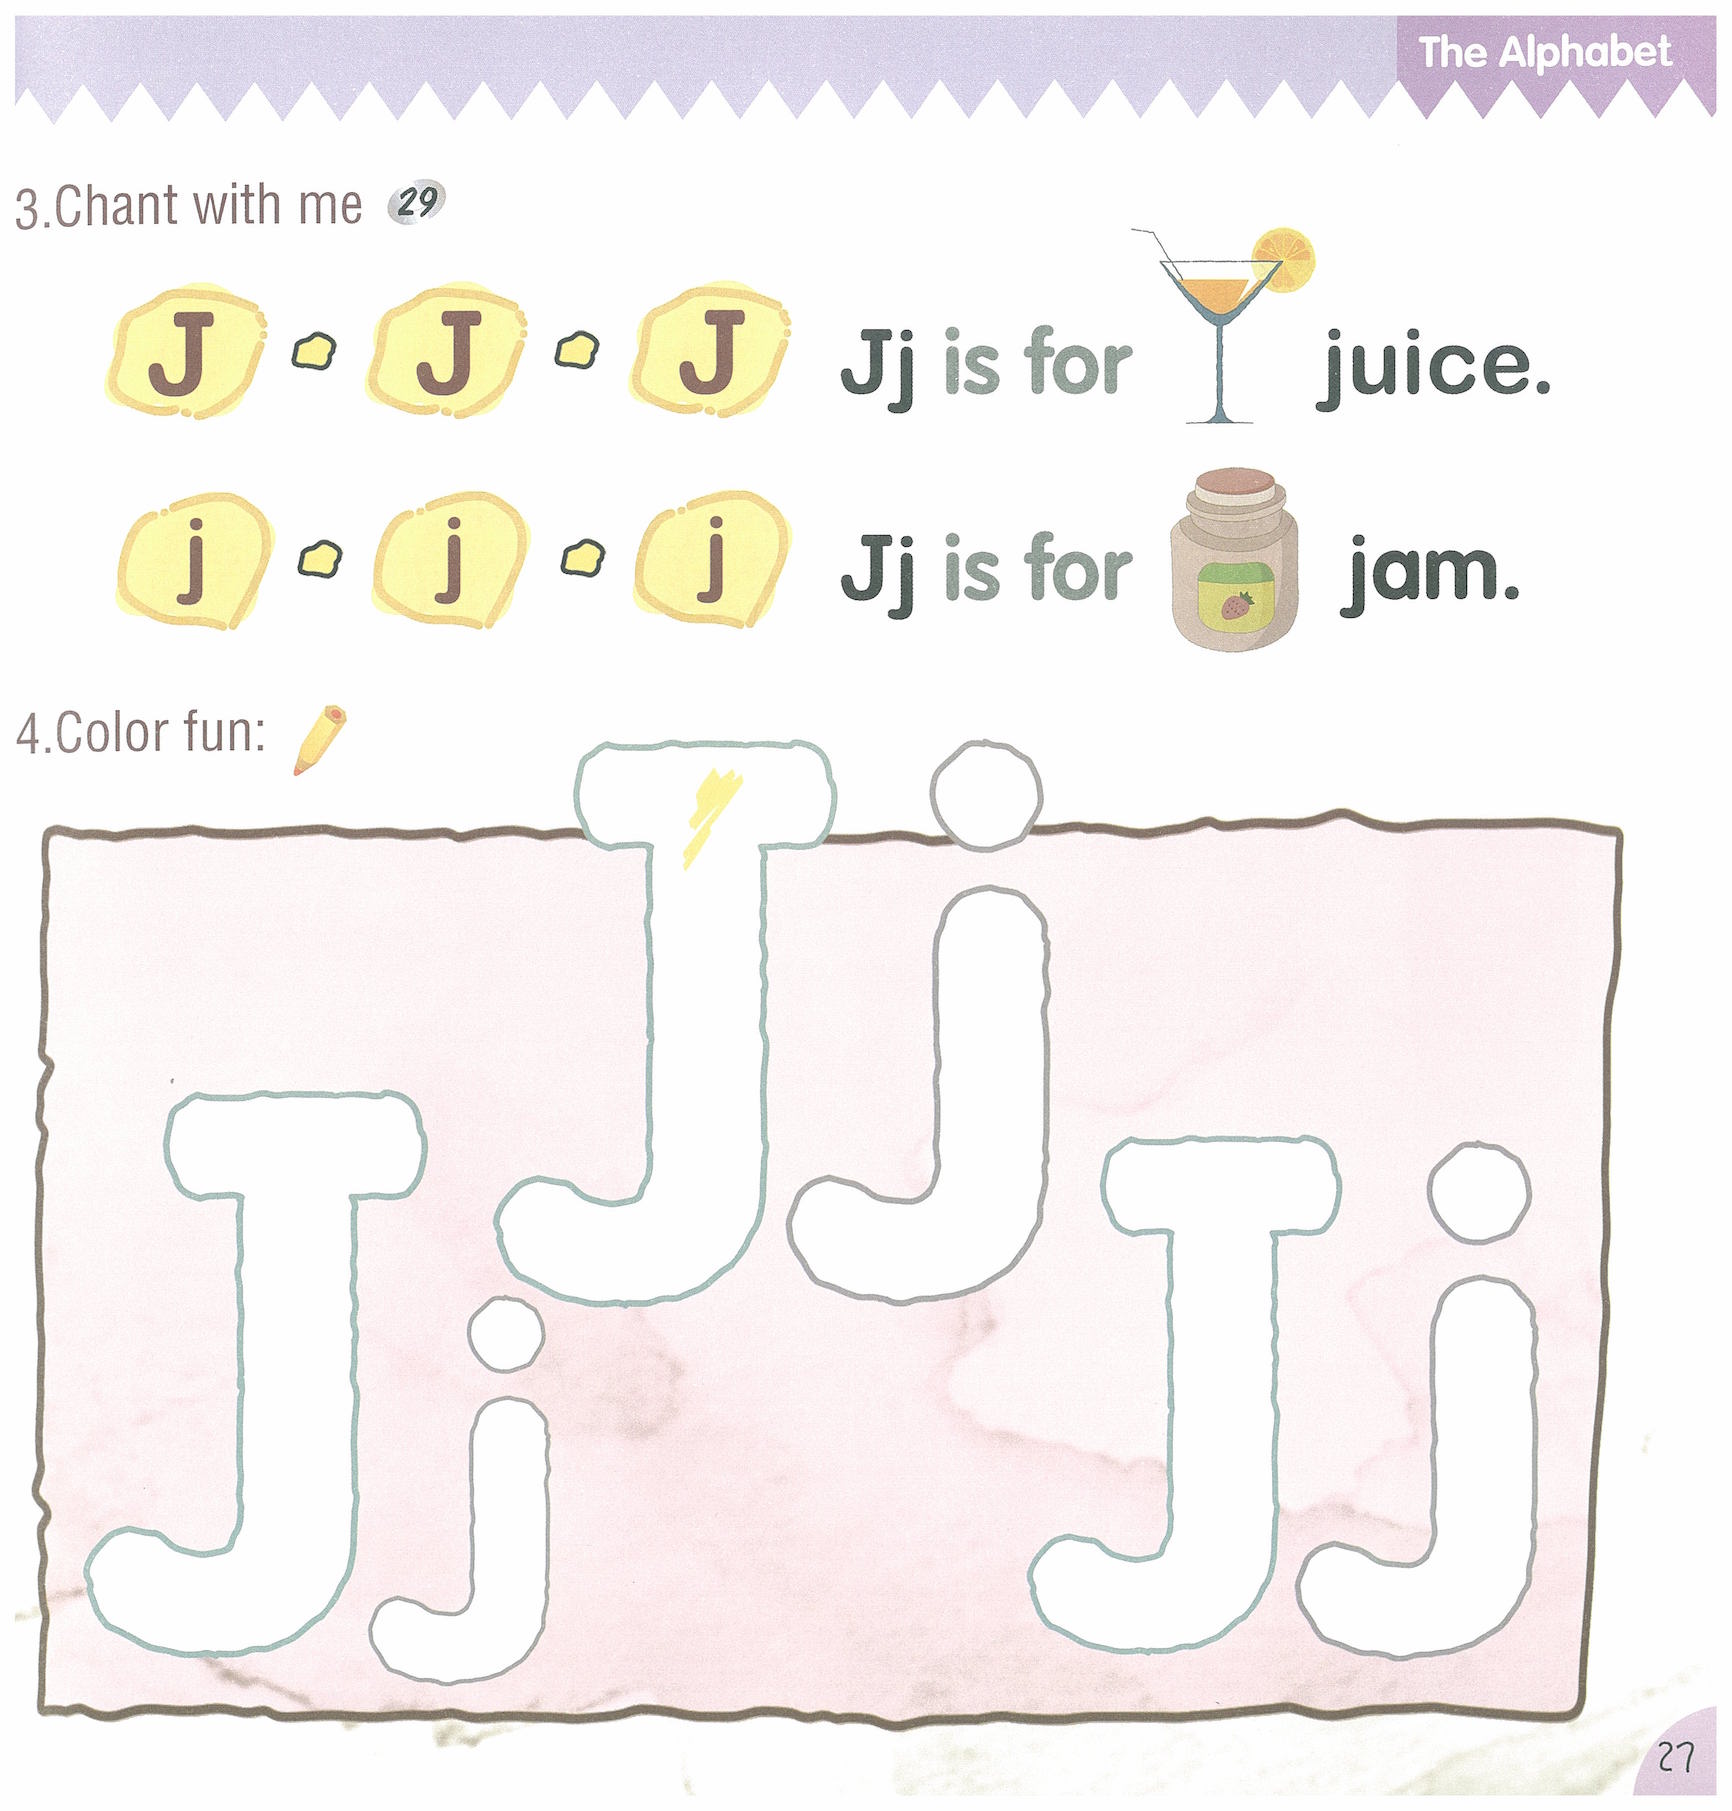 The Alphabet
3.Chant with me 29
J J J Jj is for juice.
j j j Jj is for jam.
4.Color fun:
J j
J j J j
27